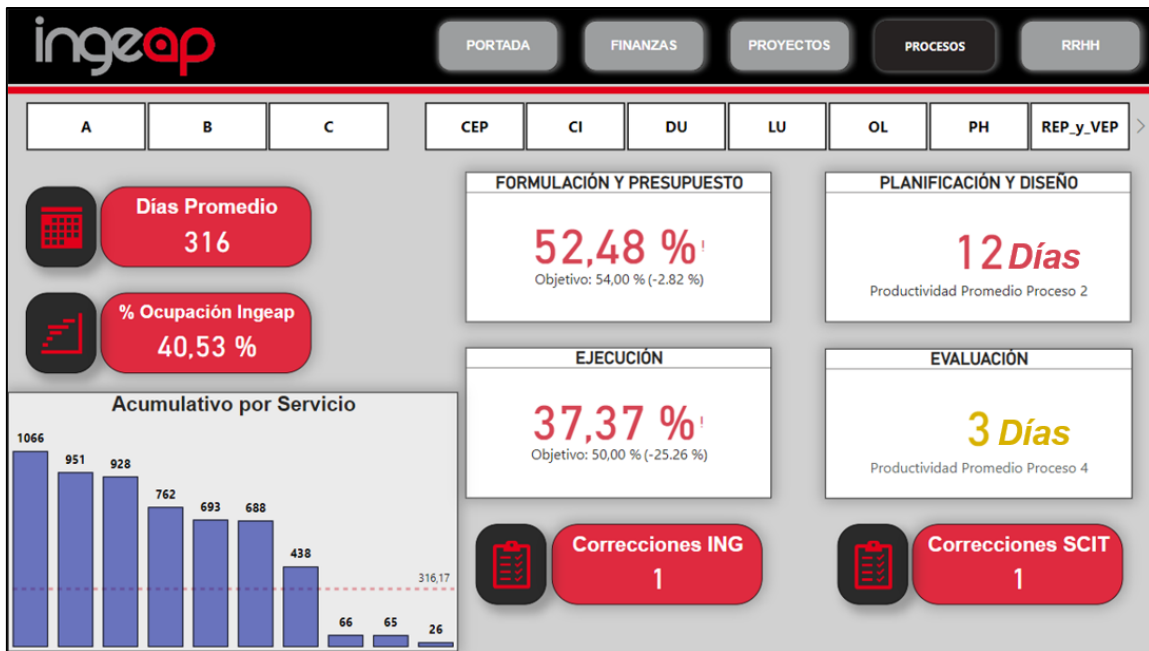 ingeap
PORTADA
FINANZAS
PROYECTOS
PROCESOS
RRHH
A
B
C
CEP
CI
DU
LU
OL
PH
REP_y_VEP
Días Promedio
316
% Ocupación Ingeap
40,53 %
FORMULACIÓN Y PRESUPUESTO
52,48 % !
Objetivo: 54,00 % (-2.82 %)
PLANIFICACIÓN Y DISEÑO
12 Días
Productividad Promedio Proceso 2
EJECUCIÓN
37,37 % !
Objetivo: 50,00 % (-25.26 %)
EVALUACIÓN
3 Días
Productividad Promedio Proceso 4
Acumulativo por Servicio
1066
951
928
762
693
688
438
316,17
66
65
26
Correcciones ING
1
Correcciones SCIT
1